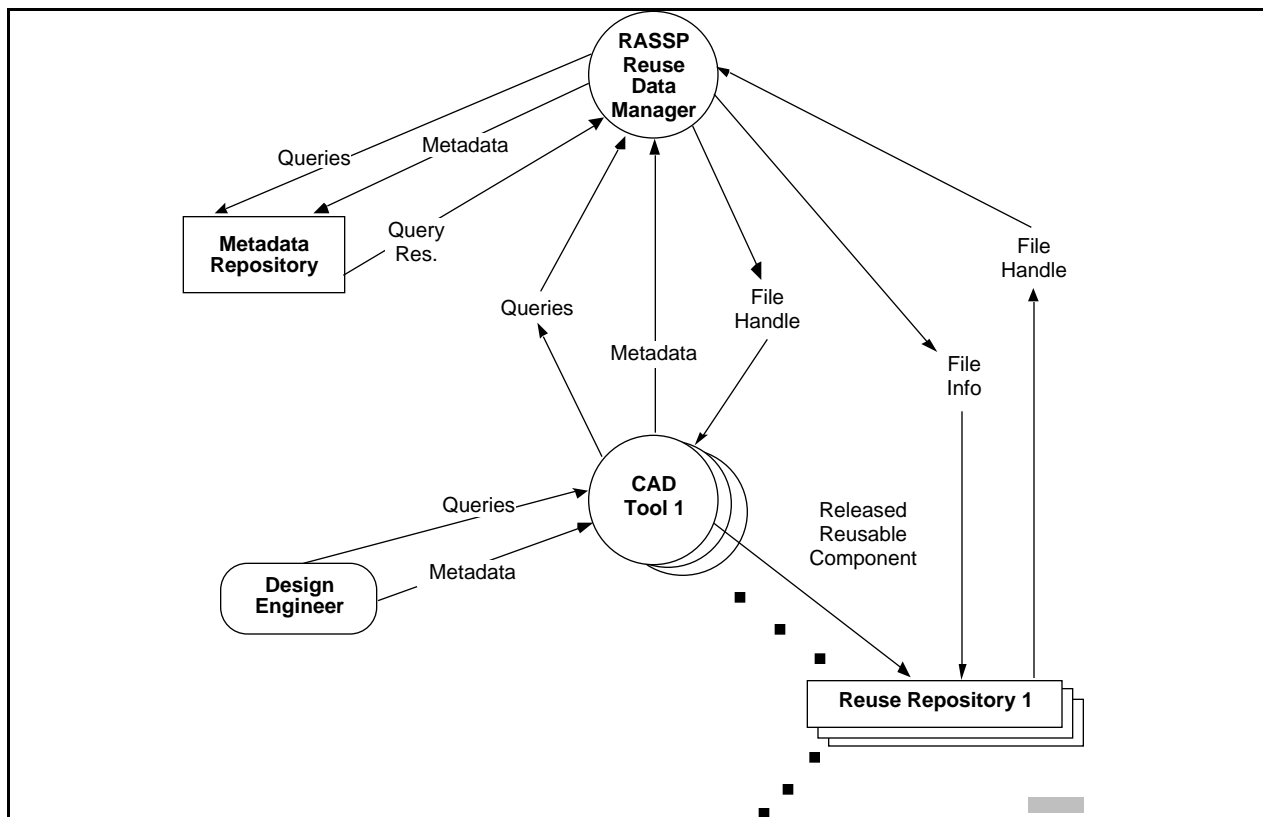 RASSP
Reuse
Data
Manager
Queries
Metadata
Metadata
Repository
Query
Res.
File
Handle
Queries
File
Handle
Metadata
File
Info
CAD
Tool 1
Queries
Released
Reusable
Component
Metadata
Design
Engineer
Reuse Repository 1